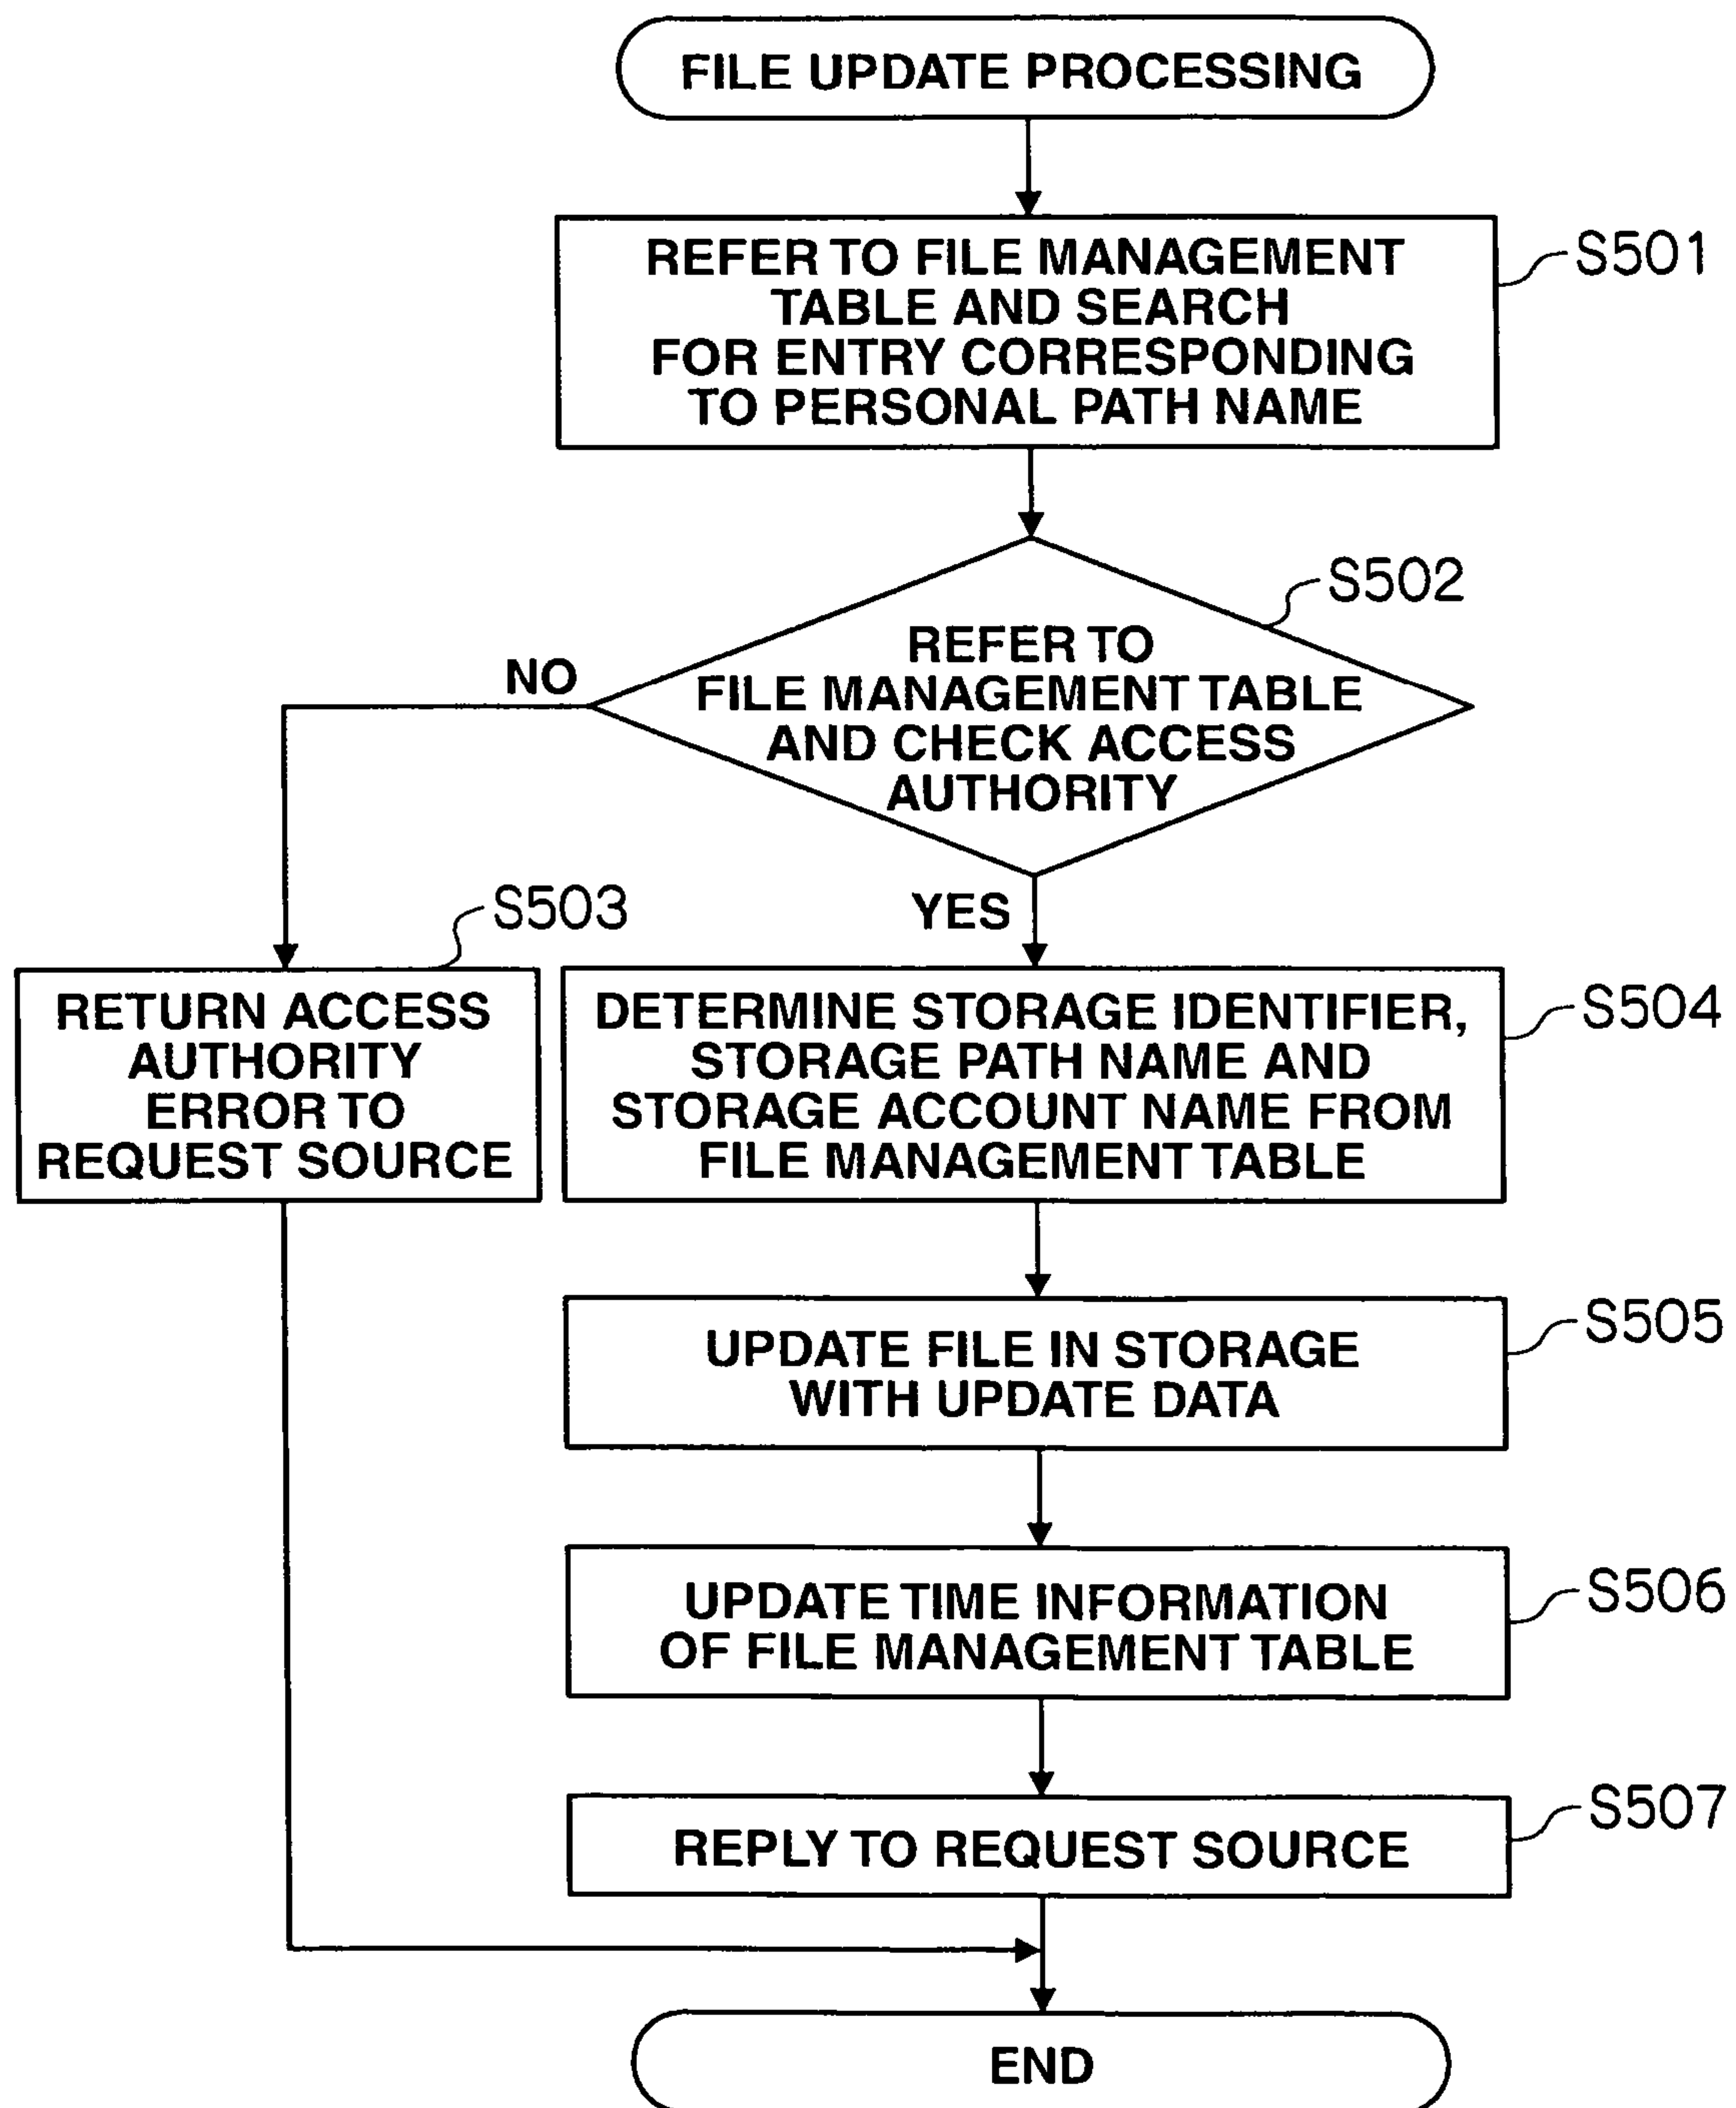 FILE UPDATE PROCESSING
REFER TO FILE MANAGEMENT
TABLE AND SEARCH
FOR ENTRY CORRESPONDING
TO PERSONAL PATH NAME
S501
S502
REFER TO
FILE MANAGEMENT TABLE
AND CHECK ACCESS
AUTHORITY
NO
YES
S503
RETURN ACCESS
AUTHORITY
ERROR TO
REQUEST SOURCE
DETERMINE STORAGE IDENTIFIER,
STORAGE PATH NAME AND
STORAGE ACCOUNT NAME FROM
FILE MANAGEMENT TABLE
S504
UPDATE FILE IN STORAGE
WITH UPDATE DATA
S505
UPDATE TIME INFORMATION
OF FILE MANAGEMENT TABLE
S506
REPLY TO REQUEST SOURCE
S507
END